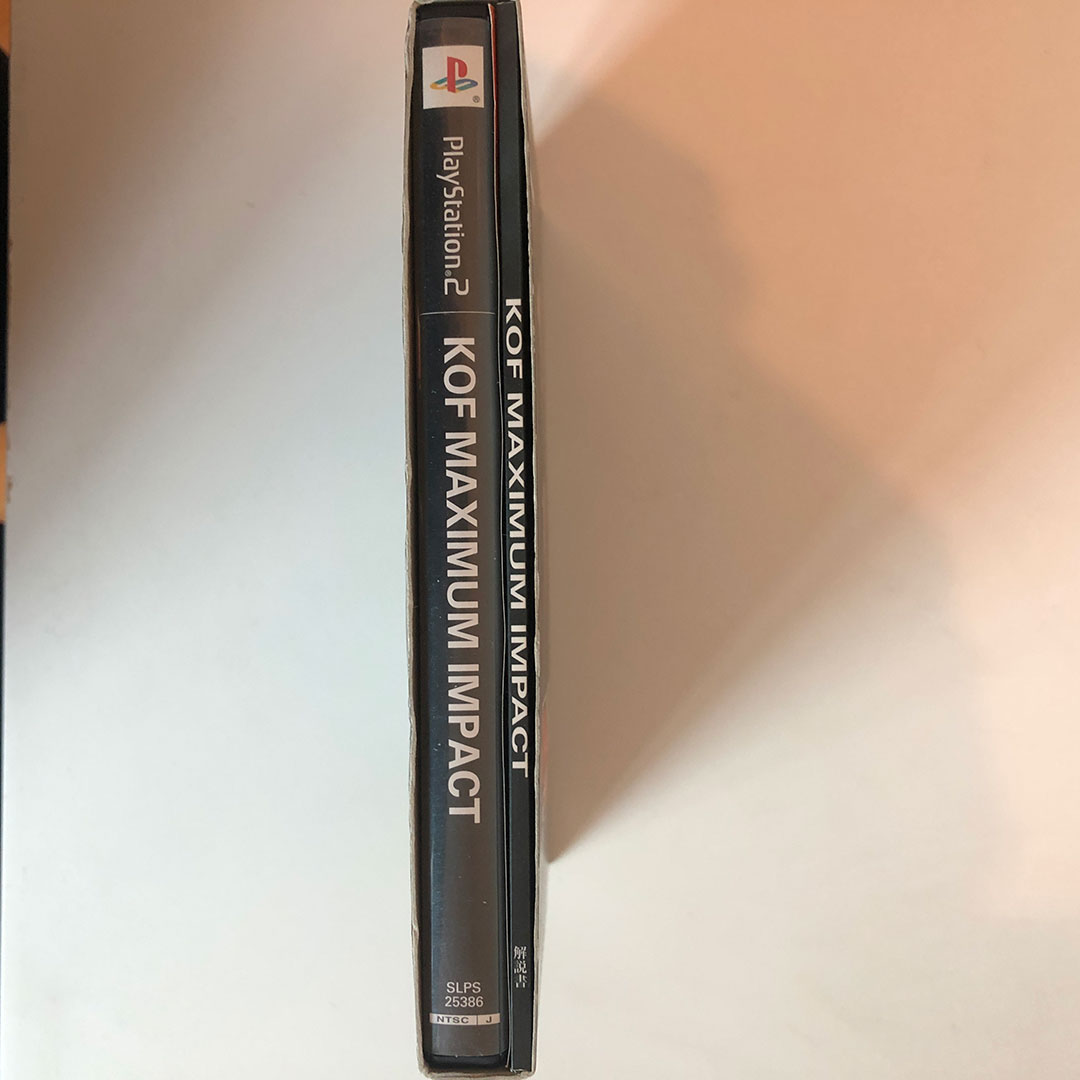 PlayStation®2
KOF MAXIMUM IMPACT
SLPS
25386
NTSC J
KOF MAXIMUM IMPACT
解説書